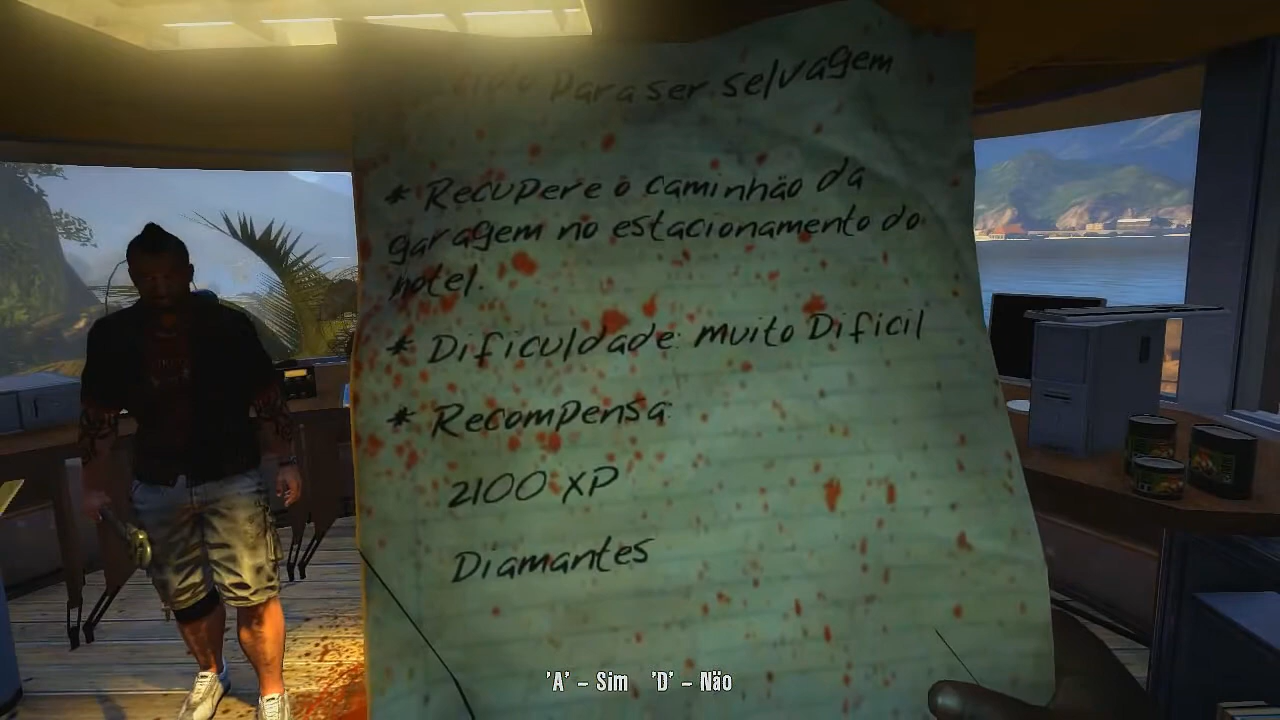 Para ser selvagem
* Recupere o caminhão da
garagem no estacionamento do
hotel.
* Dificuldade: muito Dificil
* Recompensa:
2100 XP
Diamantes
'A' – Sim 'D' – Não